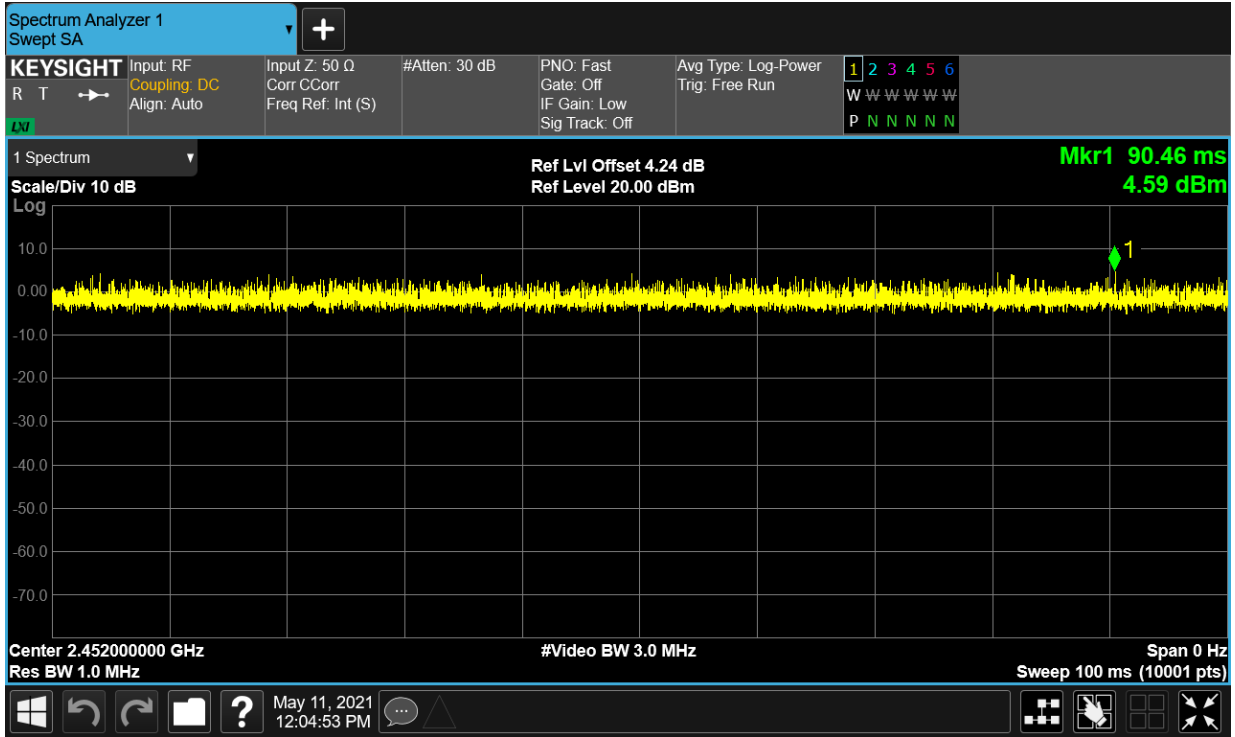 Spectrum Analyzer 1
Swept SA
KEYSIGHT
R T
LXI
Input: RF
Coupling: DC
Align: Auto
Input Z: 50 Ω
Corr CCorr
Freq Ref: Int (S)
#Atten: 30 dB
PNO: Fast
Gate: Off
IF Gain: Low
Sig Track: Off
Avg Type: Log-Power
Trig: Free Run
1 2 3 4 5 6
W W W W W W
P N N N N N
1 Spectrum
Scale/Div 10 dB
Log
Ref Lvl Offset 4.24 dB
Ref Level 20.00 dBm
Mkr1 90.46 ms
4.59 dBm
1
10.0
0.00
-10.0
-20.0
-30.0
-40.0
-50.0
-60.0
-70.0
Center 2.452000000 GHz
Res BW 1.0 MHz
#Video BW 3.0 MHz
Span 0 Hz
Sweep 100 ms (10001 pts)
?
May 11, 2021
12:04:53 PM